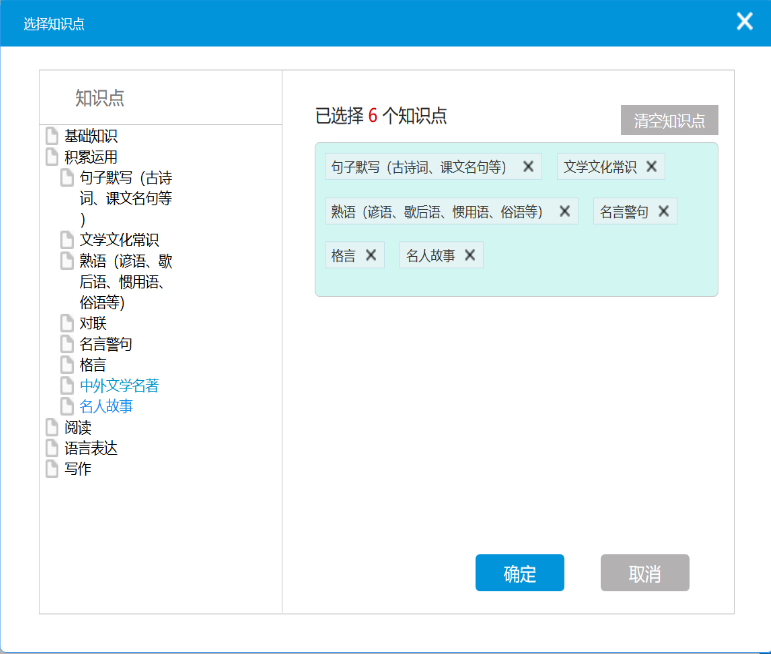 选择知识点
知识点
基础知识
积累运用
句子默写（古诗
词、课文名句等
）
文学文化常识
熟语（谚语、歇
后语、惯用语、
俗语等）
对联
名言警句
格言
中外文学名著
名人故事
阅读
语言表达
写作
已选择 6 个知识点
清空知识点
句子默写（古诗词、课文名句等）
文学文化常识
熟语（谚语、歇后语、惯用语、俗语等）
名言警句
格言
名人故事
确定
取消